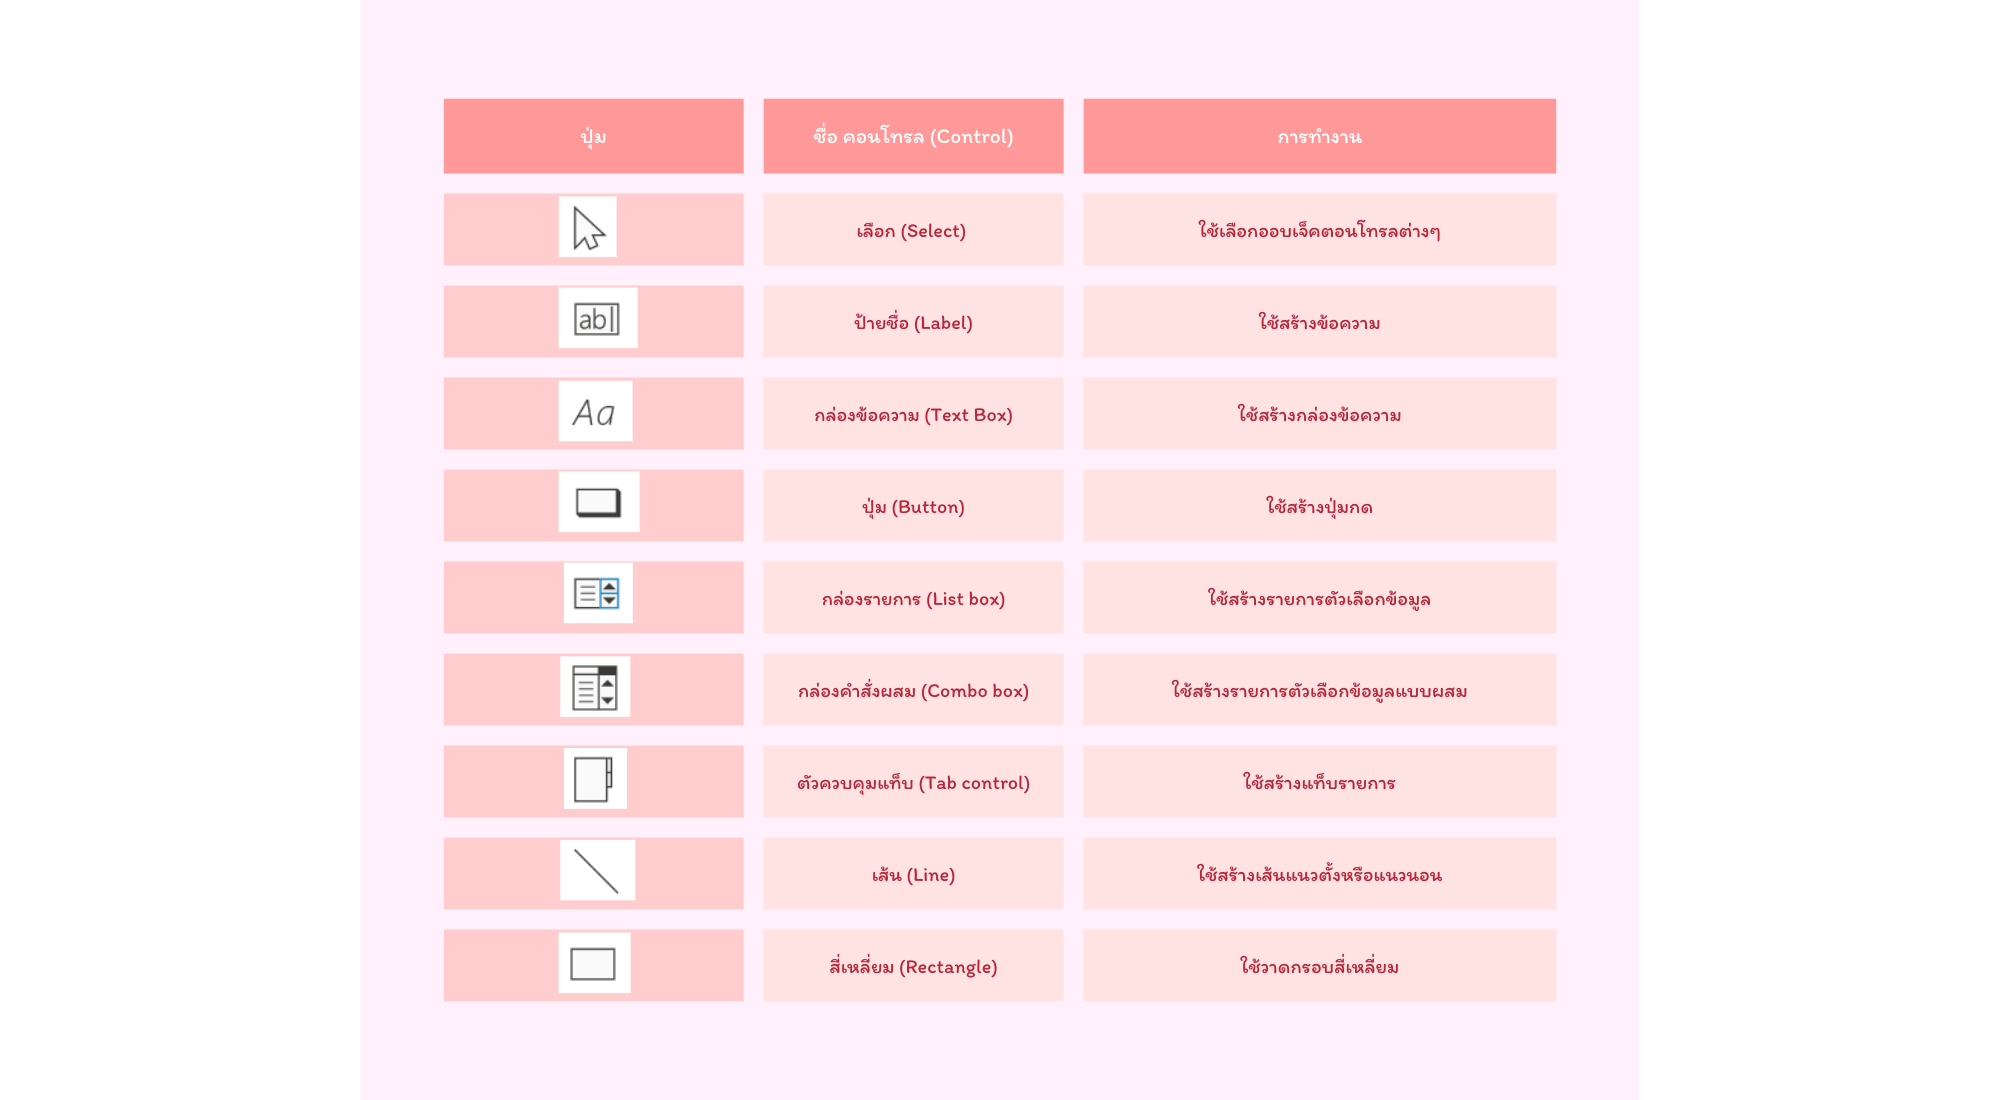 ปุ่ม ชื่อ คอนโทรล (Control) การทำงาน
เลือก (Select) ใช้เลือกออบเจ็คตอนโทรลต่างๆ
ab ป้ายชื่อ (Label) ใช้สร้างข้อความ
Aa กล่องข้อความ (Text Box) ใช้สร้างกล่องข้อความ
ปุ่ม (Button) ใช้สร้างปุ่มกด
กล่องรายการ (List box) ใช้สร้างรายการตัวเลือกข้อมูล
กล่องคำสั่งผสม (Combo box) ใช้สร้างรายการตัวเลือกข้อมูลแบบผสม
ตัวควบคุมแท็บ (Tab control) ใช้สร้างแท็บรายการ
เส้น (Line) ใช้สร้างเส้นแนวตั้งหรือแนวนอน
สี่เหลี่ยม (Rectangle) ใช้วาดกรอบสี่เหลี่ยม